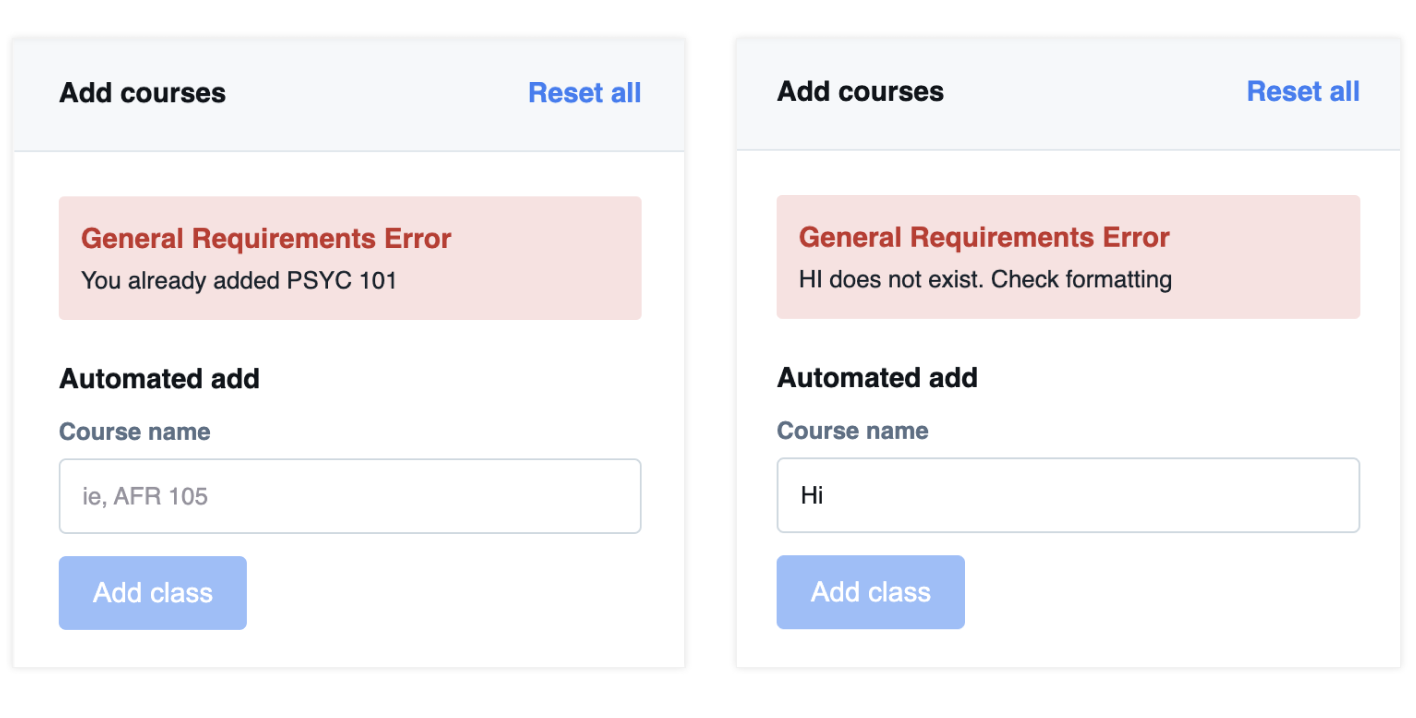 Add courses
Reset all
General Requirements Error
You already added PSYC 101
Automated add
Course name
ie, AFR 105
Add class
Add courses
Reset all
General Requirements Error
HI does not exist. Check formatting
Automated add
Course name
Hi
Add class